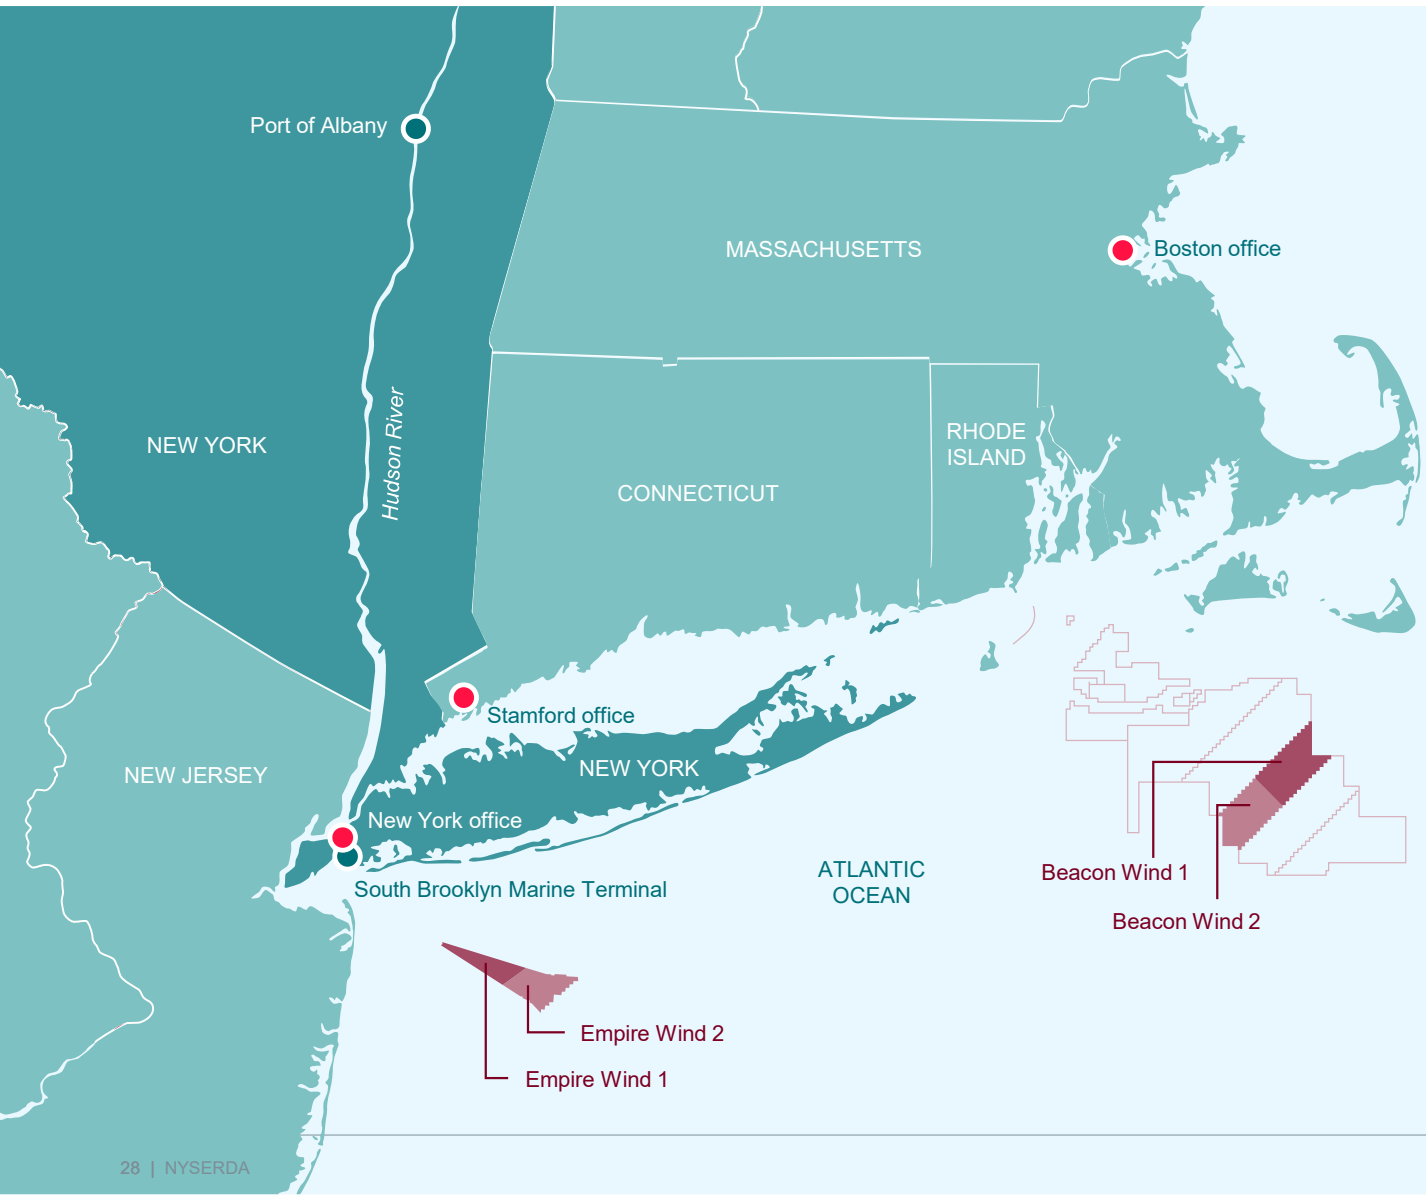 Port of Albany
MASSACHUSETTS
Boston office
Hudson River
NEW YORK
RHODE
ISLAND
CONNECTICUT
Stamford office
NEW JERSEY
NEW YORK
New York office
South Brooklyn Marine Terminal
ATLANTIC
OCEAN
Beacon Wind 1
Beacon Wind 2
Empire Wind 2
Empire Wind 1
28 | NYSERDA